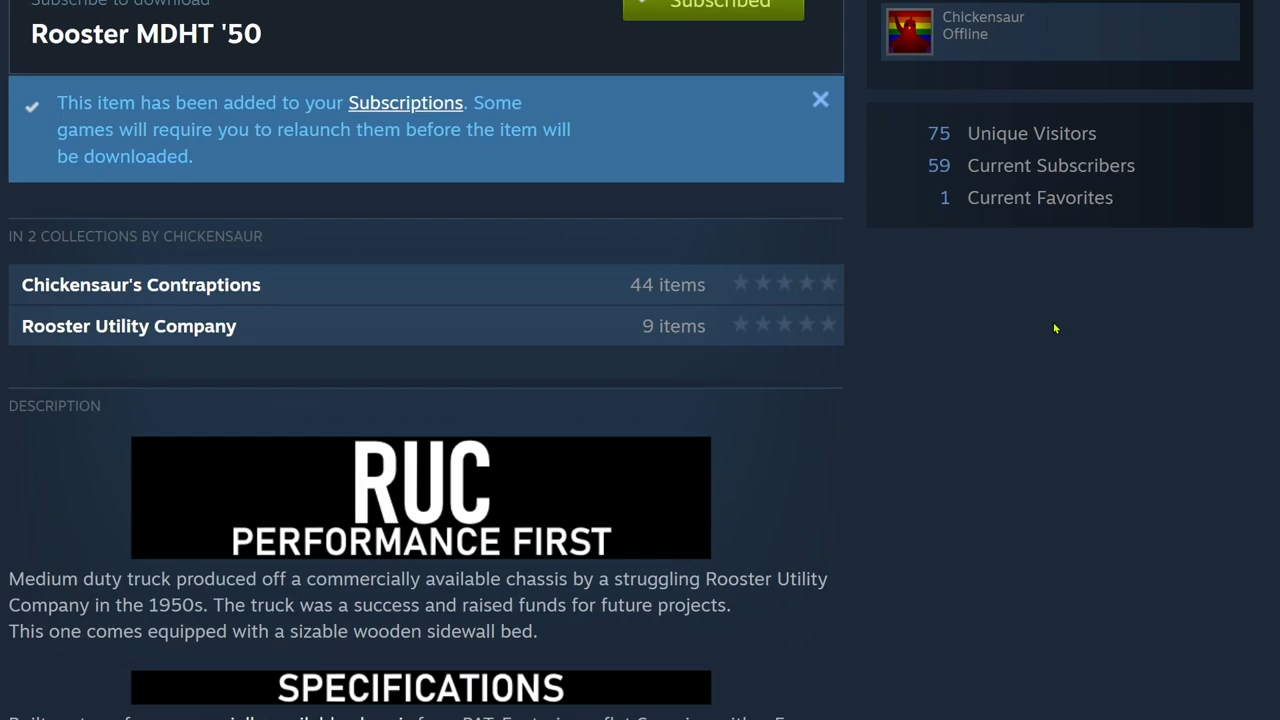 Subscribe to download
Subscribed
Rooster MDHT '50
This item has been added to your Subscriptions. Some
games will require you to relaunch them before the item will
be downloaded.
IN 2 COLLECTIONS BY CHICKENSAUR
Chickensaur's Contraptions 44 items
Rooster Utility Company 9 items
DESCRIPTION
RUC
PERFORMANCE FIRST
Medium duty truck produced off a commercially available chassis by a struggling Rooster Utility
Company in the 1950s. The truck was a success and raised funds for future projects.
This one comes equipped with a sizable wooden sidewall bed.
SPECIFICATIONS
Chickensaur
Offline
75 Unique Visitors
59 Current Subscribers
1 Current Favorites